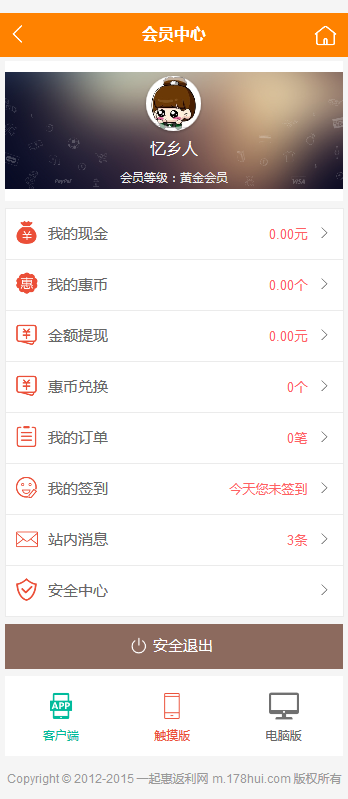 会员中心
忆乡人
会员等级：黄金会员
PayPal
VISA
¥ 我的现金 0.00元
惠 我的惠币 0.00个
¥ 金额提现 0.00元
¥ 惠币兑换 0个
我的订单 0笔
我的签到 今天您未签到
站内消息 3条
安全中心
安全退出
APP
客户端 触摸版 电脑版
Copyright © 2012-2015 一起惠返利网 m.178hui.com 版权所有